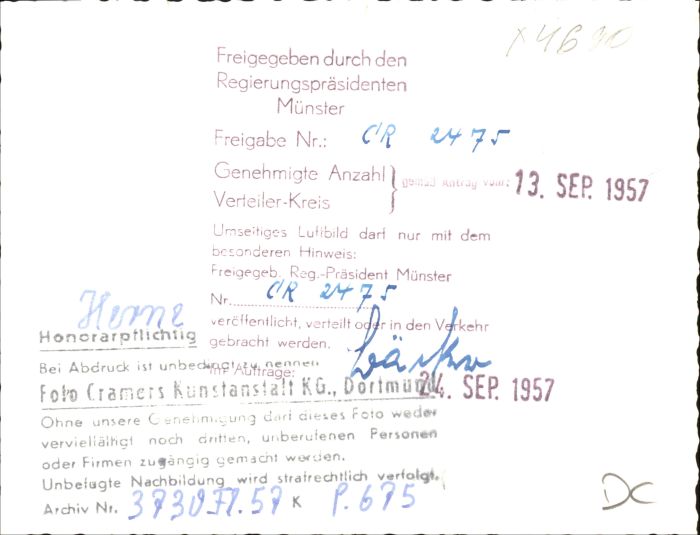 X4690
Freigegeben durch den
Regierungspräsidenten
Münster
Freigabe Nr.: CR 2475
Genehmigte Anzahl } gemäß Antrag vom: 13. SEP. 1957
Verteiler-Kreis
Umseitiges Luftbild darf nur mit dem
besonderen Hinweis:
Freigegeb. Reg.-Präsident Münster
Nr. CR 2475
veröffentlicht, verteilt oder in den Verkehr
gebracht werden.
Im Auftrage:
24. SEP. 1957
Herne
Honorarpflichtig
Bei Abdruck ist unbedingt zu nennen
Foto Cramers Kunstanstalt KG., Dortmund
Ohne unsere Genehmigung darf dieses Foto weder
vervielfältigt noch dritten, unberufenen Personen
oder Firmen zugängig gemacht werden.
Unbefugte Nachbildung wird strafrechtlich verfolgt.
Archiv Nr. K P. 675
DC